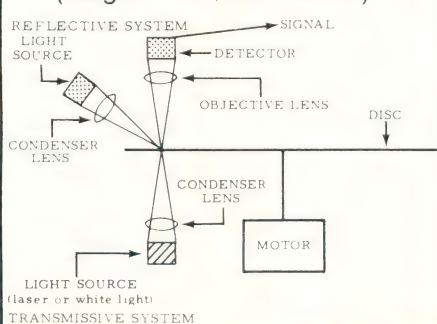 REFLECTIVE SYSTEM
LIGHT
SOURCE
SIGNAL
DETECTOR
OBJECTIVE LENS
DISC
CONDENSER
LENS
CONDENSER
LENS
MOTOR
LIGHT SOURCE
(laser or white light)
TRANSMISSIVE SYSTEM